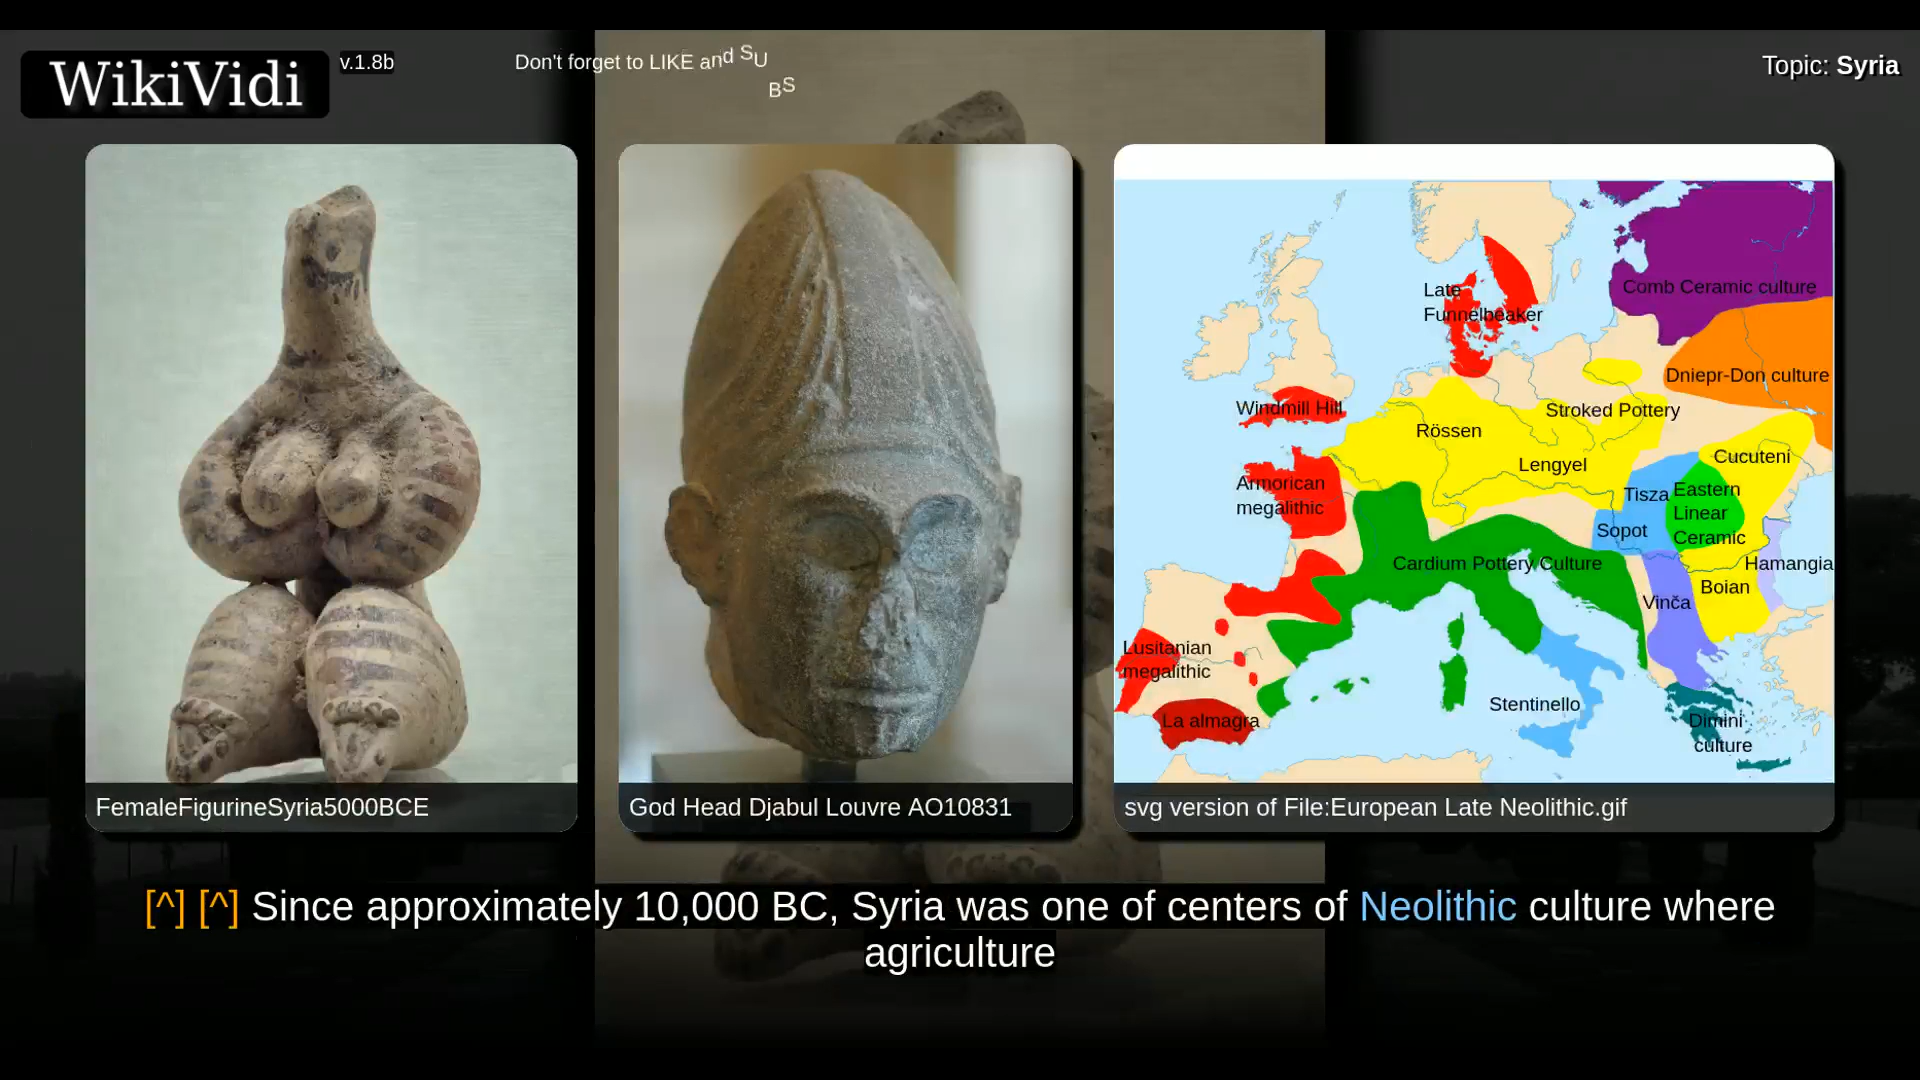 WikiVidi
v.1.8b
Don't forget to LIKE and SU
BS
Topic: Syria
Late
Funnelbeaker
Comb Ceramic culture
Dniepr-Don culture
Windmill Hill
Stroked Pottery
Rössen
Lengyel
Cucuteni
Armorican
megalithic
Tisza
Eastern
Linear
Ceramic
Sopot
Cardium Pottery Culture
Hamangia
Boian
Vinča
Lusitanian
megalithic
Stentinello
La almagra
Dimini
culture
FemaleFigurineSyria5000BCE
God Head Djabul Louvre AO10831
svg version of File:European Late Neolithic.gif
[^] [^] Since approximately 10,000 BC, Syria was one of centers of Neolithic culture where
agriculture